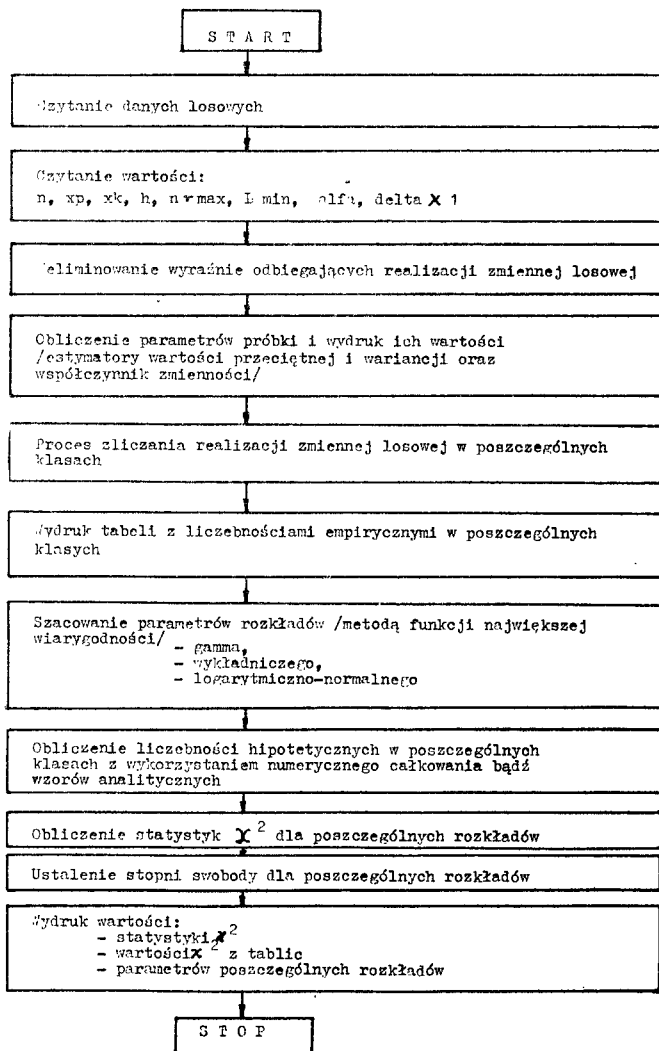 S T A R T
Czytanie danych losowych
Czytanie wartości:
n, xp, xk, h, n r max, L min, alfa, delta X 1
eliminowanie wyraźnie odbiegających realizacji zmiennej losowej
Obliczenie parametrów próbki i wydruk ich wartości
/estymatory wartości przeciętnej i wariancji oraz
współczynnik zmienności/
Proces zliczania realizacji zmiennej losowej w poszczególnych
klasach
Wydruk tabeli z liczebnościami empirycznymi w poszczególnych
klasych
Szacowanie parametrów rozkładów /metodą funkcji największej
wiarygodności/
– gamma,
– wykładniczego,
– logarytmiczno-normalnego
Obliczenie liczebności hipotetycznych w poszczególnych
klasach z wykorzystaniem numerycznego całkowania bądź
wzorów analitycznych
Obliczenie statystyk χ² dla poszczególnych rozkładów
Ustalenie stopni swobody dla poszczególnych rozkładów
Wydruk wartości:
– statystyki χ²
– wartości χ² z tablic
– parametrów poszczególnych rozkładów
S T O P